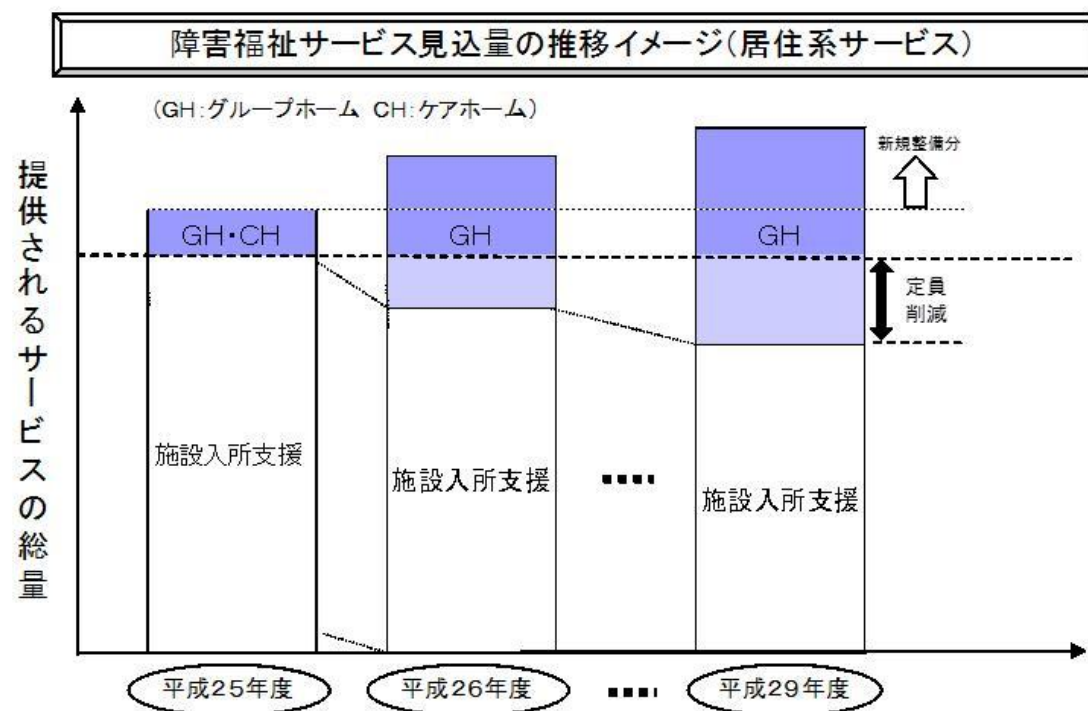 障害福祉サービス見込量の推移イメージ(居住系サービス)
(GH:グループホーム CH:ケアホーム)
新規整備分
提供されるサービスの総量
GH・CH
GH
GH
定員
削減
施設入所支援
施設入所支援
施設入所支援
平成25年度
平成26年度
平成29年度